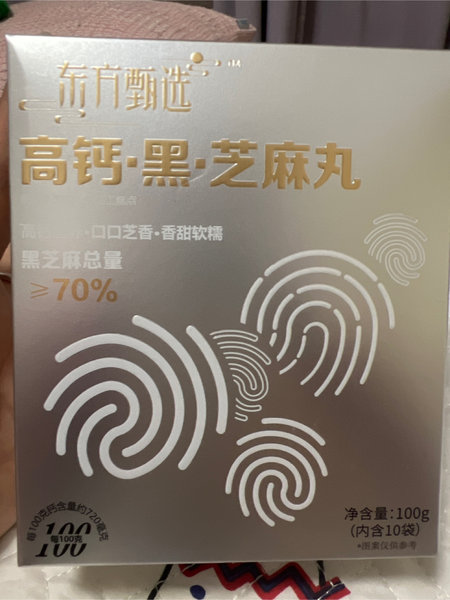 东方甄选 TM
高钙·黑·芝麻丸
口口芝香·香甜软糯
黑芝麻总量
≥70%
每100克钙含量约720毫克
100
每100克
净含量:100g
(内含10袋)
*图案仅供参考